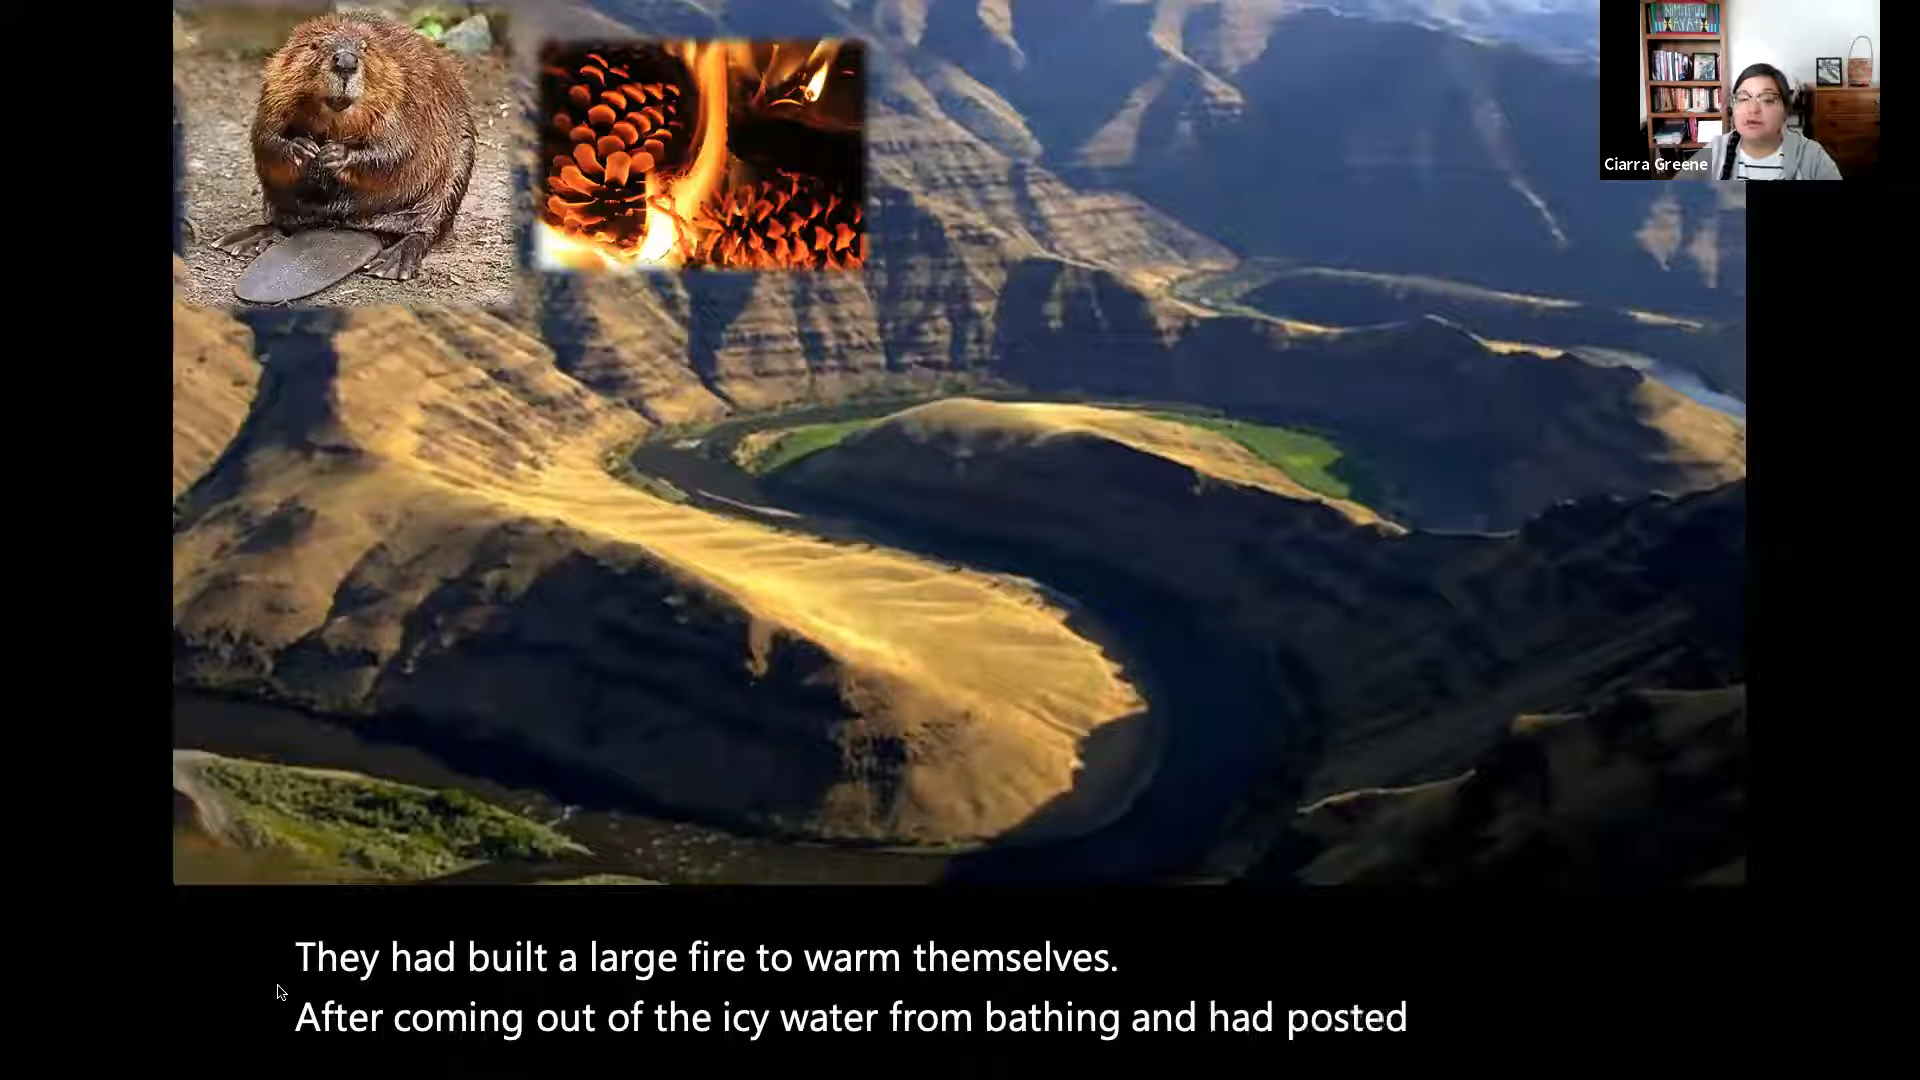 NIMIIPUU
Ciarra Greene
They had built a large fire to warm themselves.
After coming out of the icy water from bathing and had posted